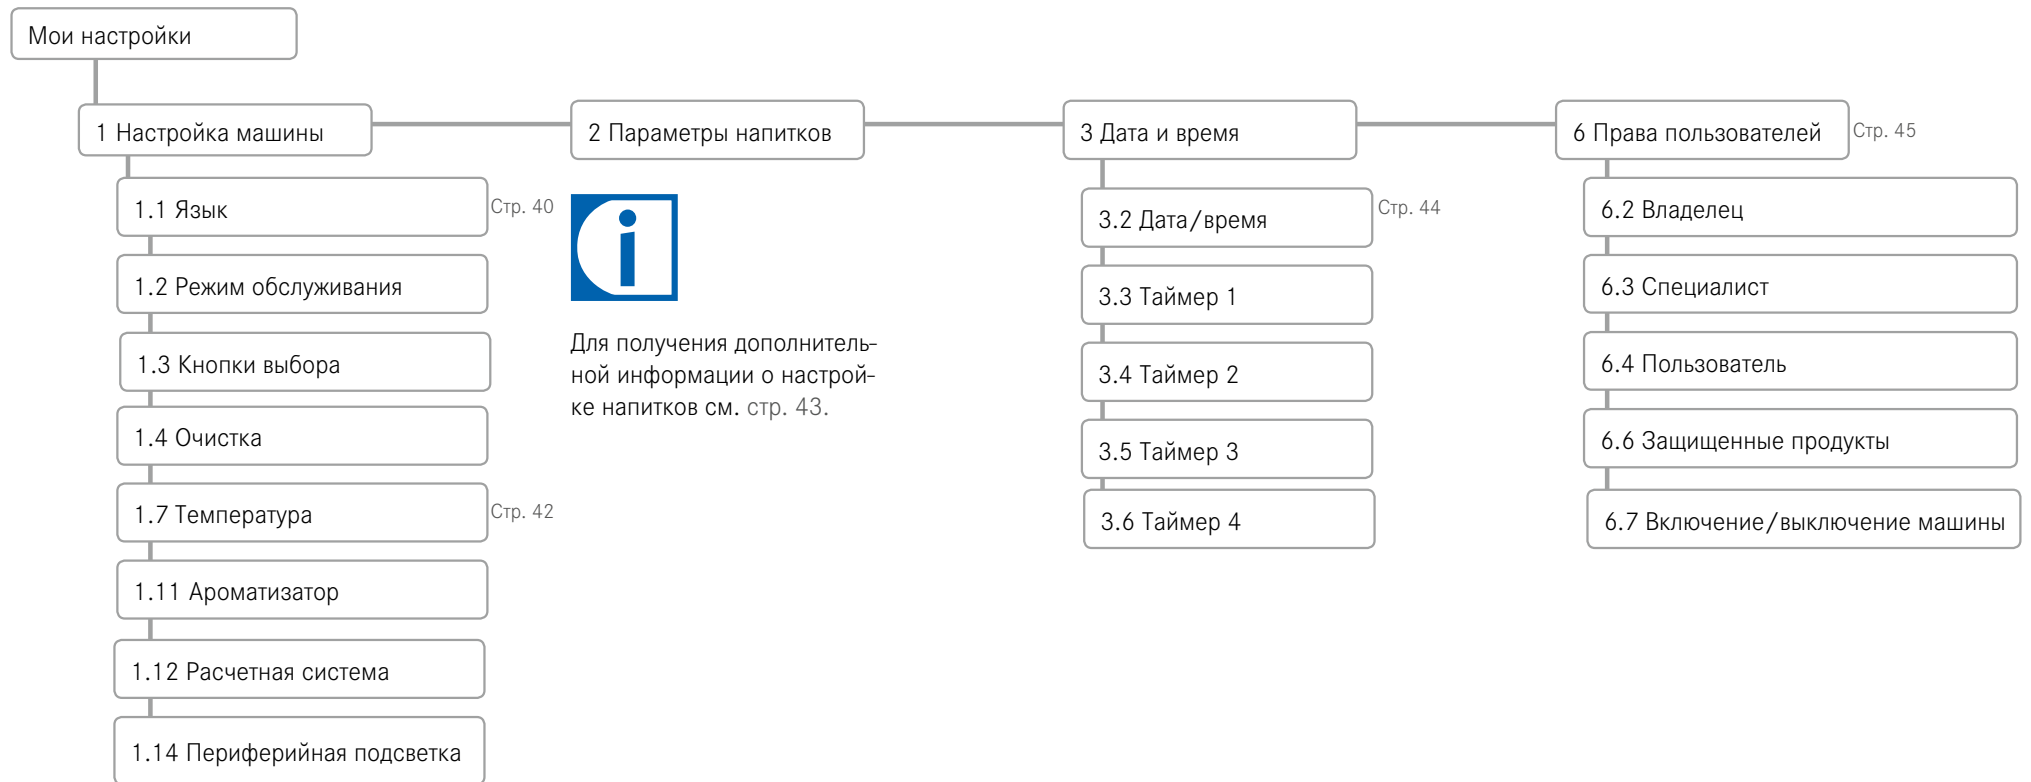 Мои настройки
1 Настройка машины
1.1 Язык
Стр. 40
1.2 Режим обслуживания
1.3 Кнопки выбора
1.4 Очистка
1.7 Температура
Стр. 42
1.11 Ароматизатор
1.12 Расчетная система
1.14 Периферийная подсветка
2 Параметры напитков
i
Для получения дополнитель-
ной информации о настрой-
ке напитков см. стр. 43.
3 Дата и время
3.2 Дата/время
Стр. 44
3.3 Таймер 1
3.4 Таймер 2
3.5 Таймер 3
3.6 Таймер 4
6 Права пользователей
Стр. 45
6.2 Владелец
6.3 Специалист
6.4 Пользователь
6.6 Защищенные продукты
6.7 Включение/выключение машины